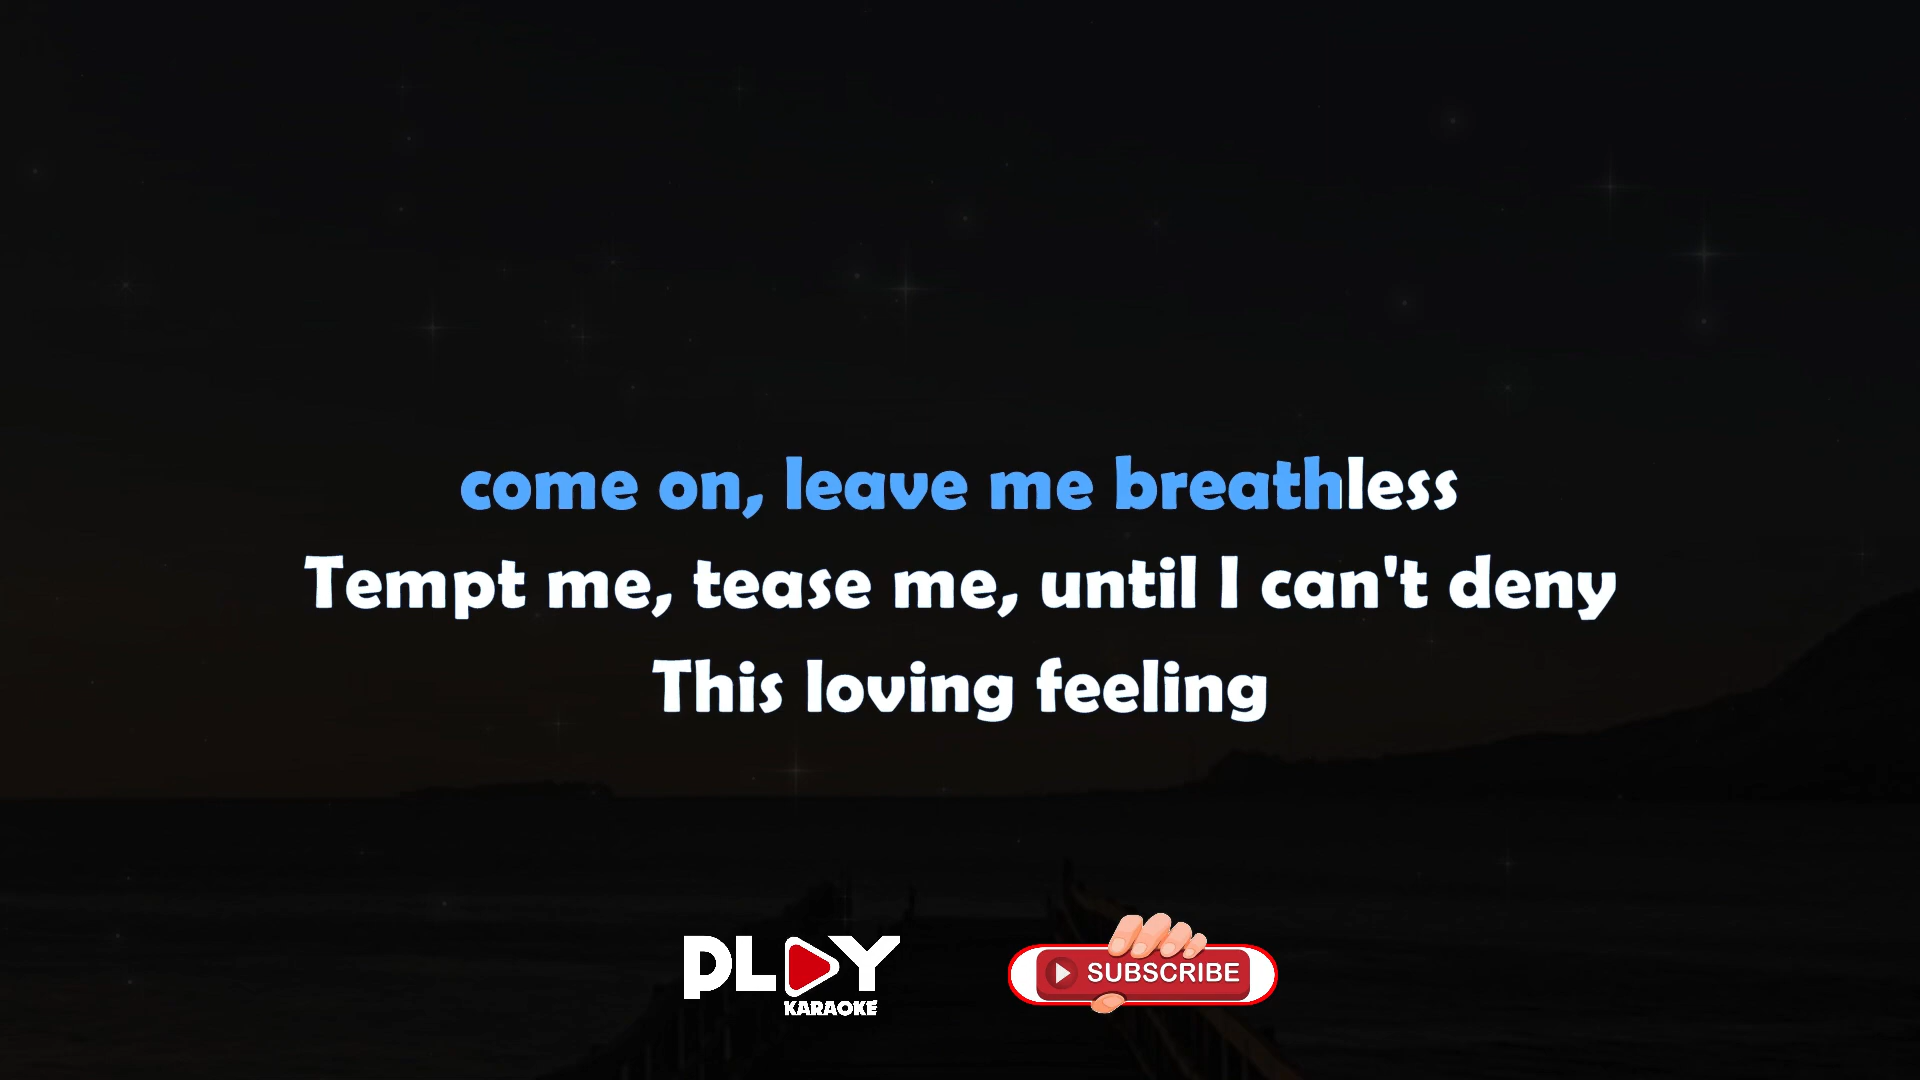 come on, leave me breathless
Tempt me, tease me, until I can't deny
This loving feeling
PLAY
KARAOKE
SUBSCRIBE